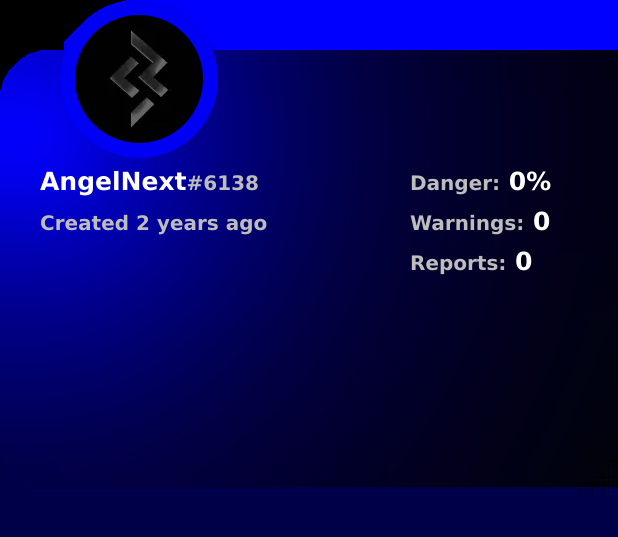 AngelNext#6138
Created 2 years ago
Danger: 0%
Warnings: 0
Reports: 0